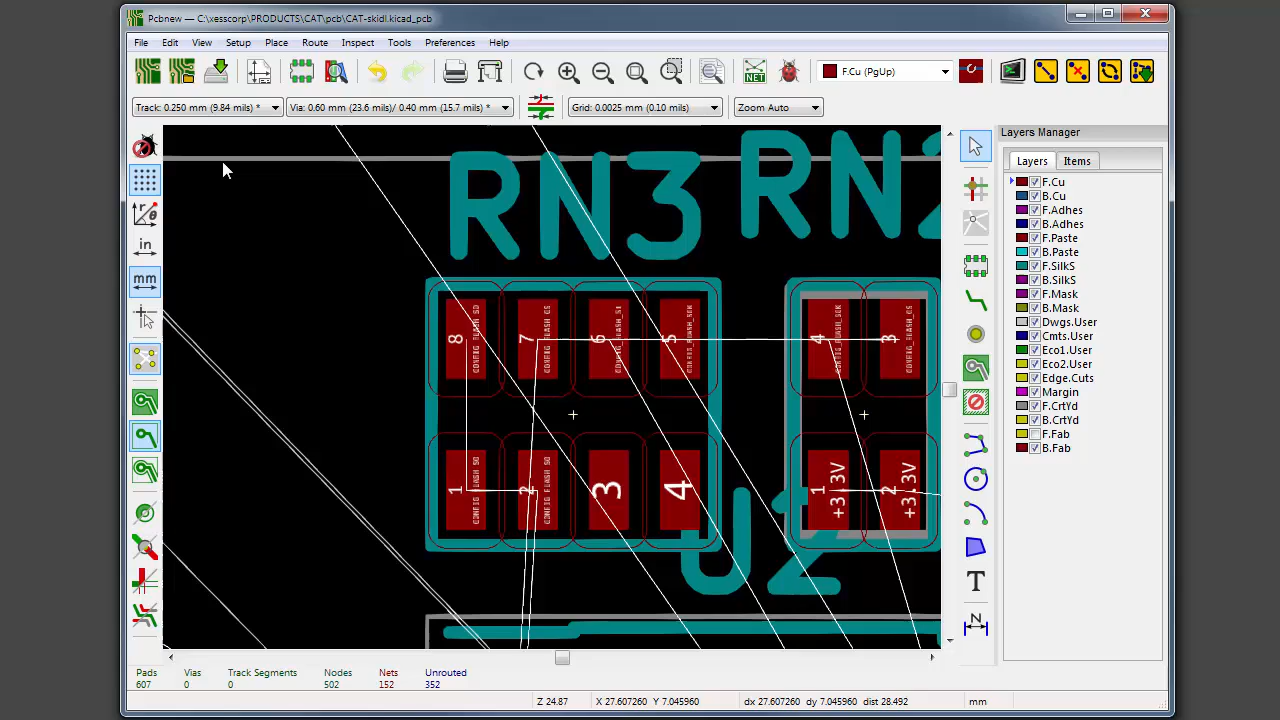 Pcbnew — C:\xesscorp\PRODUCTS\CAT\pcb\CAT-skidl.kicad_pcb
File Edit View Setup Place Route Inspect Tools Preferences Help
NET F.Cu (PgUp)
Track: 0.250 mm (9.84 mils) * Via: 0.60 mm (23.6 mils)/ 0.40 mm (15.7 mils) * Grid: 0.0025 mm (0.10 mils) Zoom Auto
in
mm
RN3 RN2
8 7 6 5 4 3
1 2 3 4 1 2
+3.3V +3.3V
U2
T
N
Layers Manager
Layers Items
F.Cu
B.Cu
F.Adhes
B.Adhes
F.Paste
B.Paste
F.SilkS
B.SilkS
F.Mask
B.Mask
Dwgs.User
Cmts.User
Eco1.User
Eco2.User
Edge.Cuts
Margin
F.CrtYd
B.CrtYd
F.Fab
B.Fab
Pads Vias Track Segments Nodes Nets Unrouted
607 0 0 502 152 352
Z 24.87 X 27.607260 Y 7.045960 dx 27.607260 dy 7.045960 dist 28.492 mm